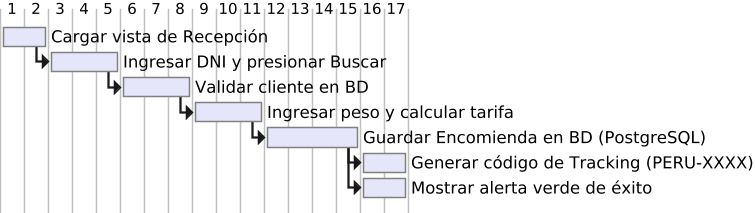 1 2 3 4 5 6 7 8 9 10 11 12 13 14 15 16 17
Cargar vista de Recepción
Ingresar DNI y presionar Buscar
Validar cliente en BD
Ingresar peso y calcular tarifa
Guardar Encomienda en BD (PostgreSQL)
Generar código de Tracking (PERU-XXXX)
Mostrar alerta verde de éxito